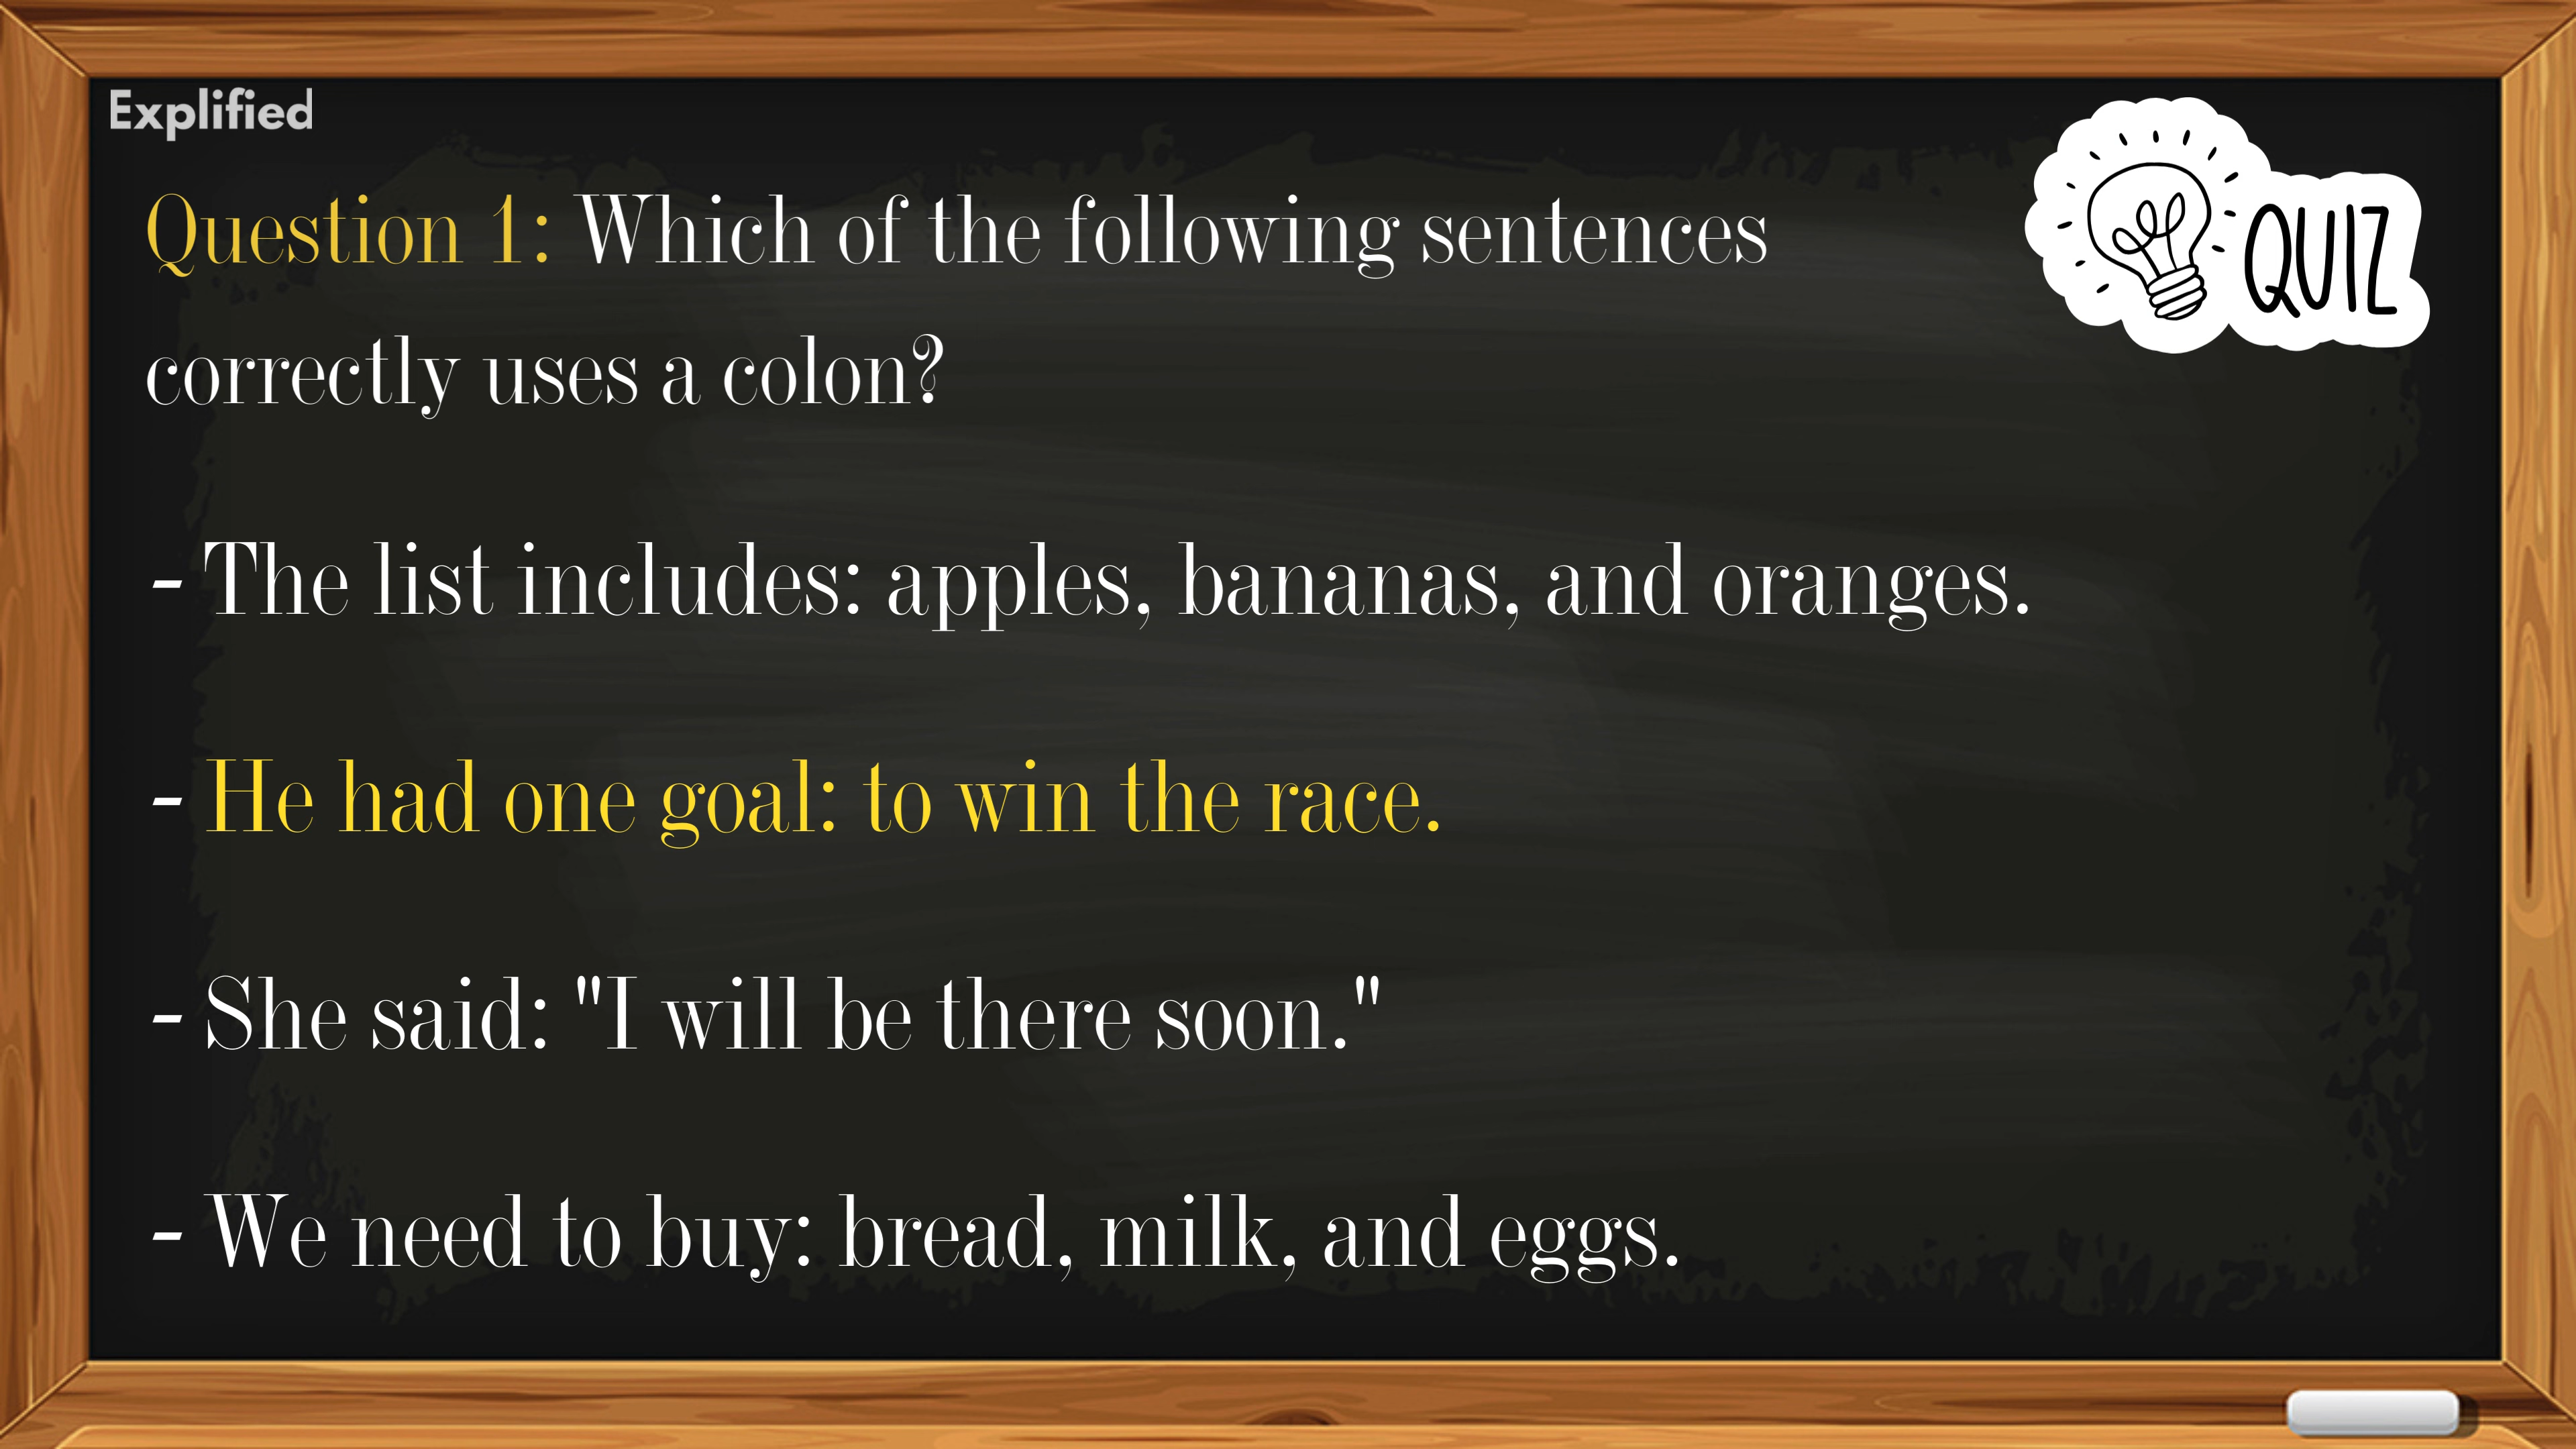 Explified
Question 1: Which of the following sentences
correctly uses a colon?
QUIZ
- The list includes: apples, bananas, and oranges.
- He had one goal: to win the race.
- She said: "I will be there soon."
- We need to buy: bread, milk, and eggs.